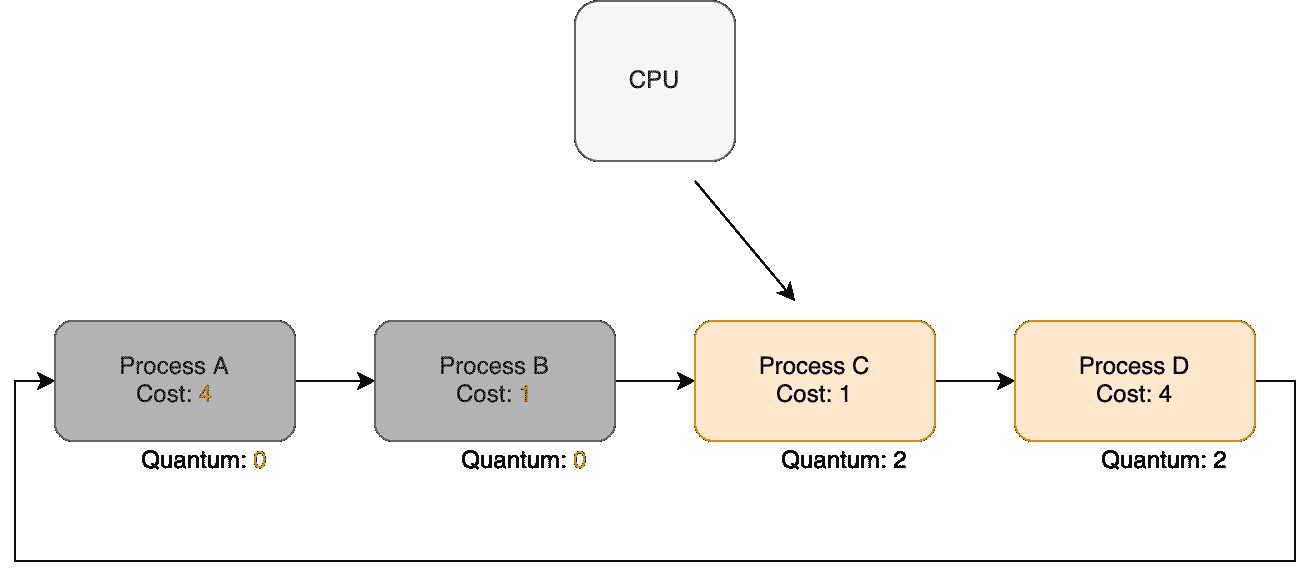 CPU
Process A
Cost: 4
Quantum: 0
Process B
Cost: 1
Quantum: 0
Process C
Cost: 1
Quantum: 2
Process D
Cost: 4
Quantum: 2